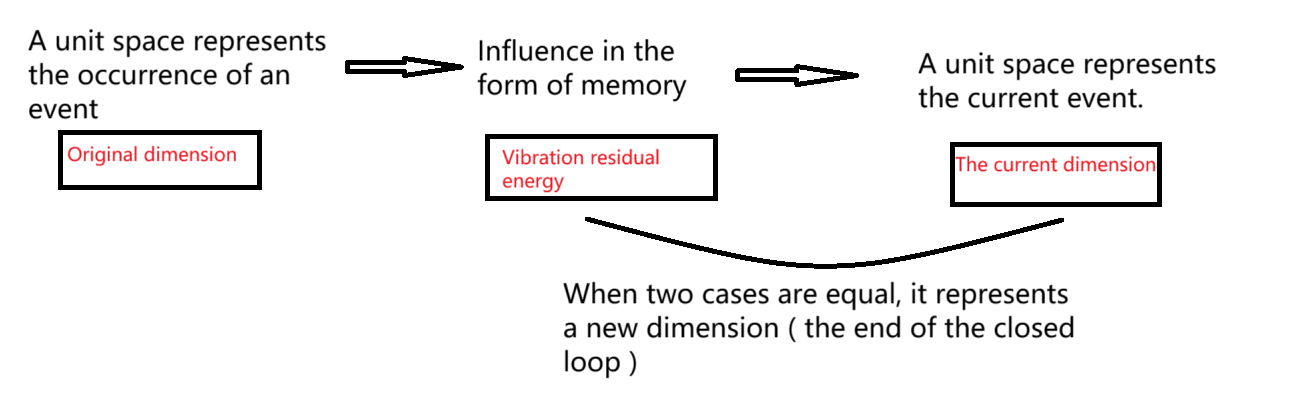 A unit space represents
the occurrence of an
event
Original dimension
Influence in the
form of memory
Vibration residual
energy
A unit space represents
the current event.
The current dimension
When two cases are equal, it represents
a new dimension ( the end of the closed
loop )